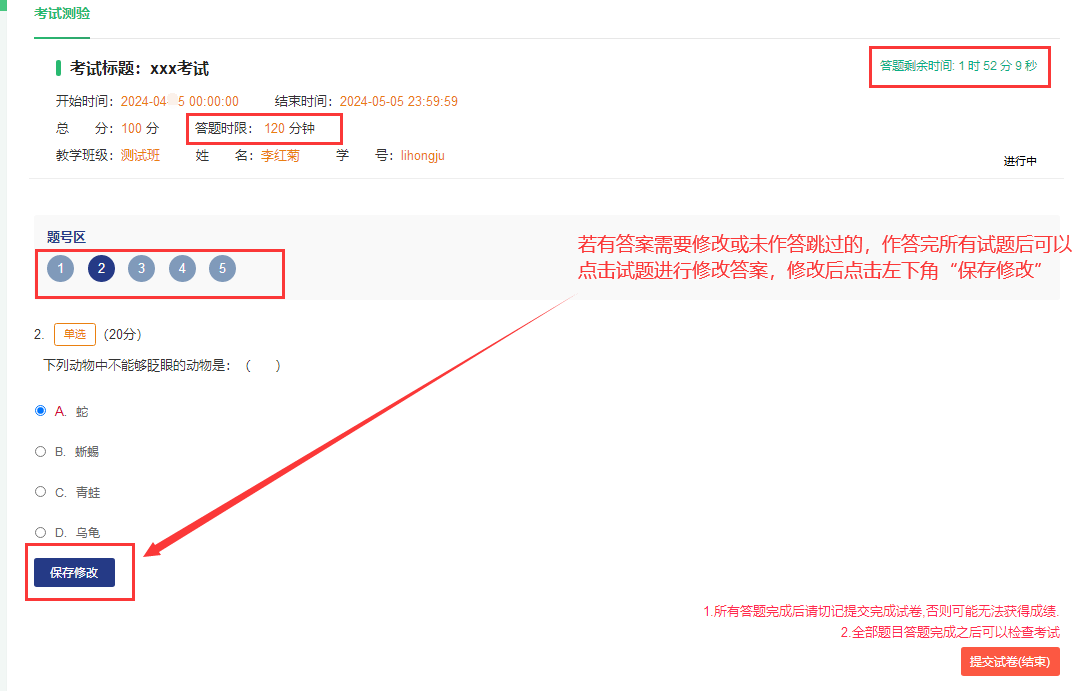 考试测验
考试标题：xxx考试
答题剩余时间: 1 时 52 分 9 秒
开始时间： 2024-04 5 00:00:00 结束时间： 2024-05-05 23:59:59
总 分： 100 分 答题时限： 120 分钟
教学班级： 测试班 姓 名： 李红菊 学 号： lihongju
进行中
题号区
1 2 3 4 5
若有答案需要修改或未作答跳过的，作答完所有试题后可以
点击试题进行修改答案，修改后点击左下角“保存修改”
2. 单选 (20分)
下列动物中不能够眨眼的动物是：（ ）
A. 蛇
B. 蜥蜴
C. 青蛙
D. 乌龟
保存修改
1.所有答题完成后请切记提交完成试卷,否则可能无法获得成绩.
2.全部题目答题完成之后可以检查考试
提交试卷(结束)